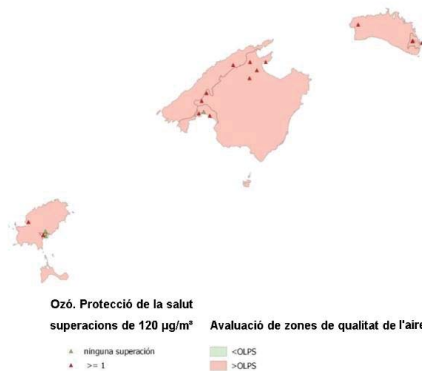 Ozó. Protecció de la salut
superacions de 120 µg/m³
Avaluació de zones de qualitat de l'aire
ninguna superación
>= 1
<OLPS
>OLPS